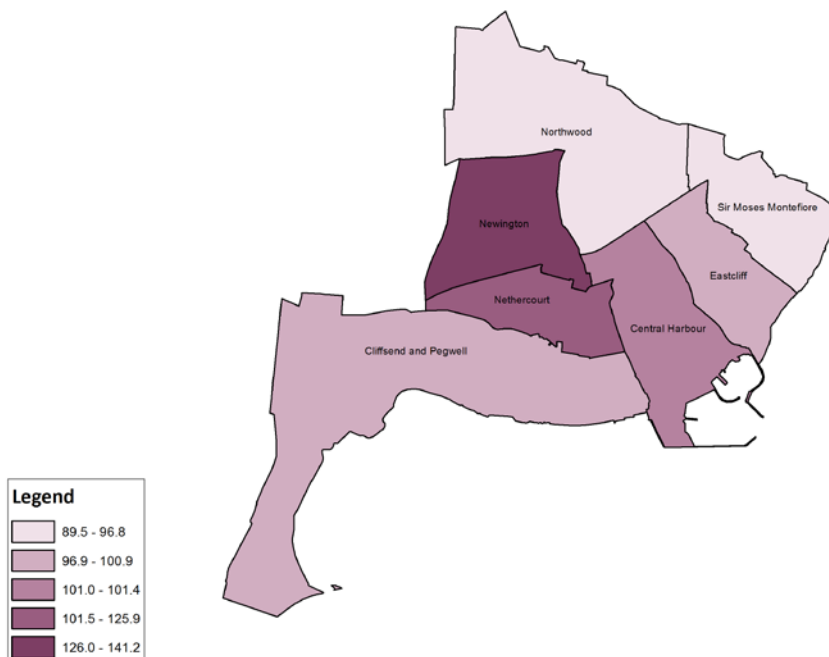 Northwood
Sir Moses Montefiore
Newington
Eastcliff
Nethercourt
Central Harbour
Cliffsend and Pegwell
Legend
89.5 - 96.8
96.9 - 100.9
101.0 - 101.4
101.5 - 125.9
126.0 - 141.2